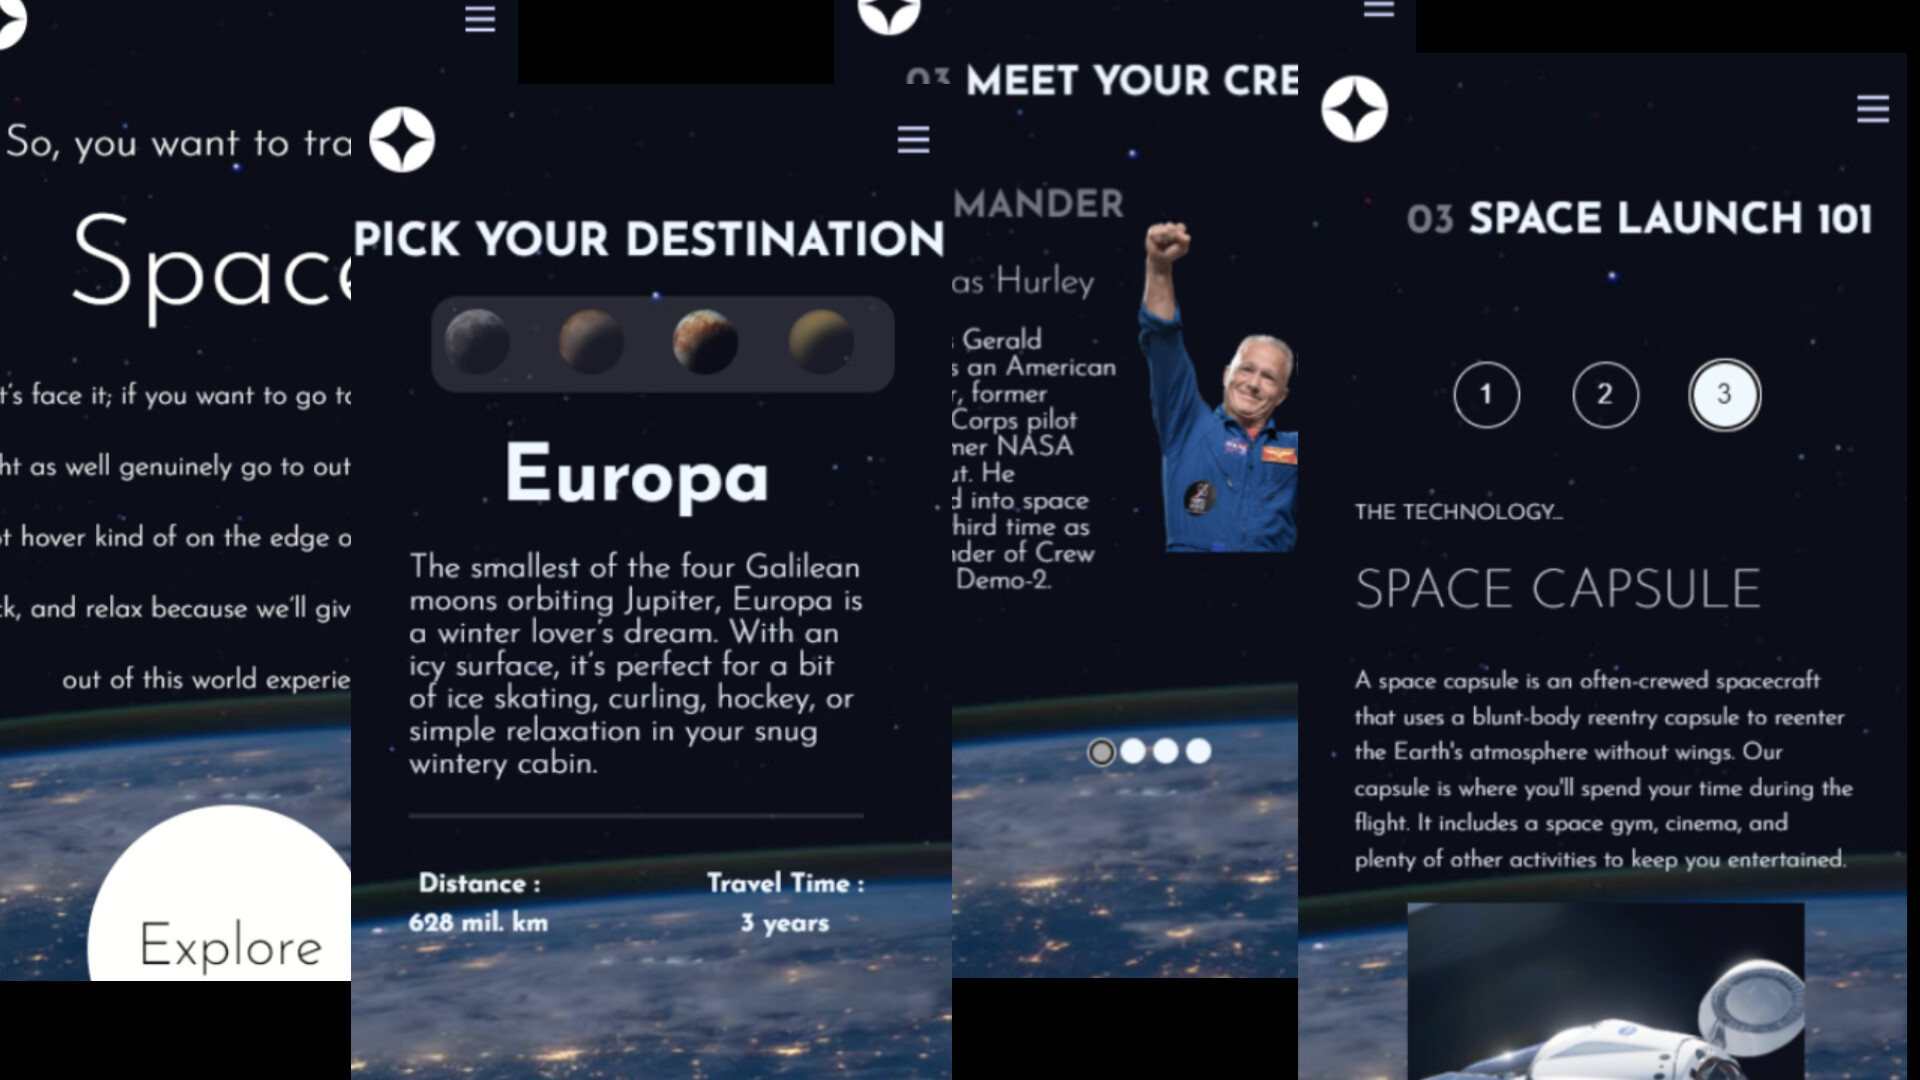 So, you want to tra
Space
t's face it; if you want to go to
ht as well genuinely go to out
ot hover kind of on the edge o
ck, and relax because we'll giv
out of this world experie
Explore
PICK YOUR DESTINATION
Europa
The smallest of the four Galilean
moons orbiting Jupiter, Europa is
a winter lover's dream. With an
icy surface, it's perfect for a bit
of ice skating, curling, hockey, or
simple relaxation in your snug
wintery cabin.
Distance :
628 mil. km
Travel Time :
3 years
03 MEET YOUR CRE
MANDER
as Hurley
s Gerald
s an American
r, former
Corps pilot
mer NASA
ut. He
d into space
third time as
nder of Crew
Demo-2.
03 SPACE LAUNCH 101
1 2 3
THE TECHNOLOGY...
SPACE CAPSULE
A space capsule is an often-crewed spacecraft
that uses a blunt-body reentry capsule to reenter
the Earth's atmosphere without wings. Our
capsule is where you'll spend your time during the
flight. It includes a space gym, cinema, and
plenty of other activities to keep you entertained.